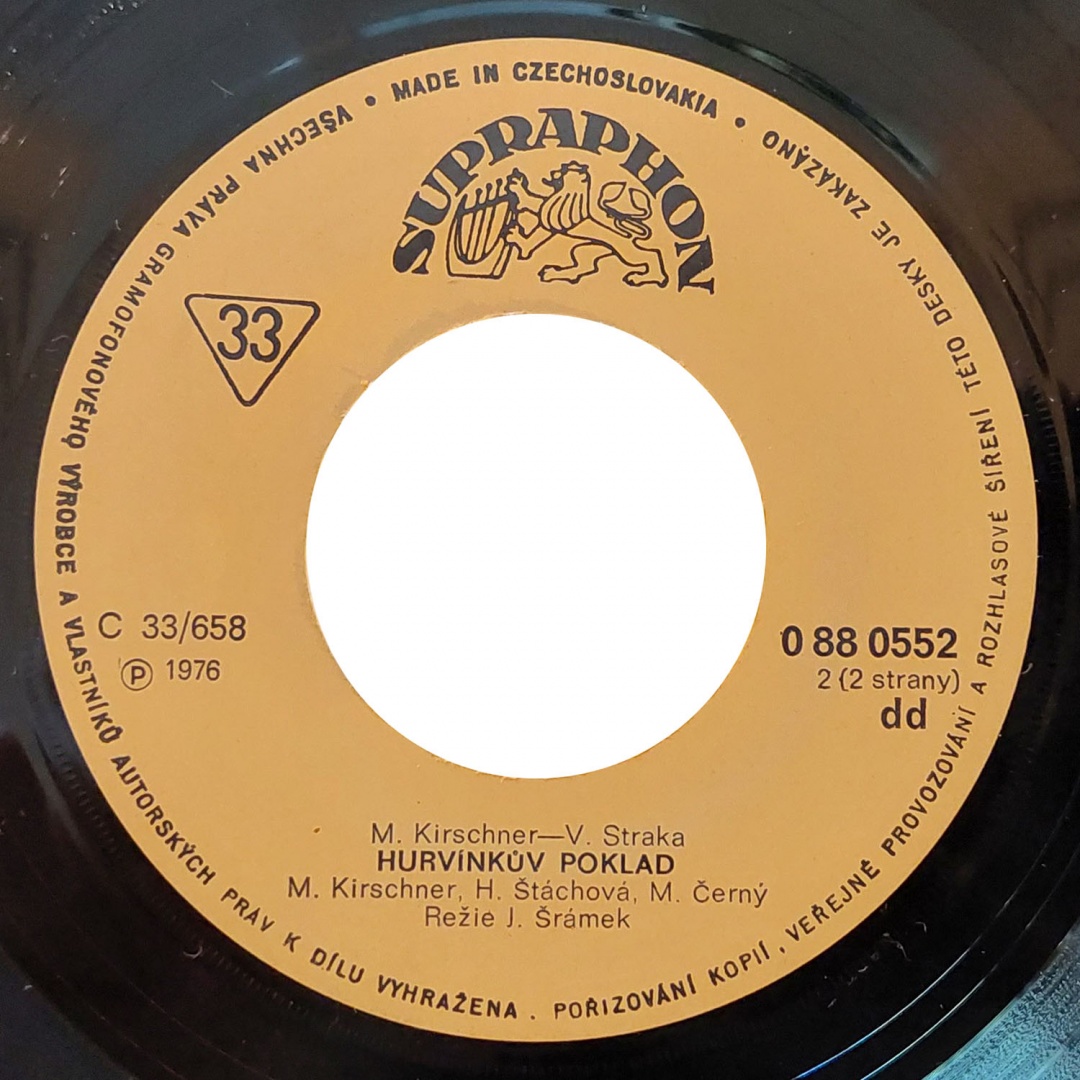 MADE IN CZECHOSLOVAKIA •
VŠECHNA PRÁVA GRAMOFONOVÉHO VÝROBCE A VLASTNÍKŮ AUTORSKÝCH PRÁV K DÍLU VYHRAŽENA . POŘIZOVÁNÍ KOPIÍ , VEŘEJNÉ PROVOZOVÁNÍ A ROZHLASOVÉ ŠÍŘENÍ TÉTO DESKY JE ZAKÁZÁNO •
SUPRAPHON
33
C 33/658
Ⓟ 1976
0 88 0552
2 (2 strany)
dd
M. Kirschner—V. Straka
HURVÍNKŮV POKLAD
M. Kirschner, H. Štáchová, M. Černý
Režie J. Šrámek